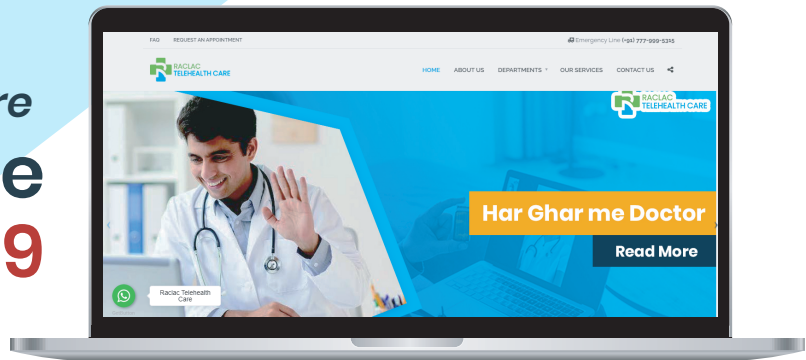 re
e
9
FAQ REQUEST AN APPOINTMENT
Emergency Line (+91) 777-999-5315
RACLAC
TELEHEALTH CARE
HOME ABOUT US DEPARTMENTS OUR SERVICES CONTACT US
RACLAC
TELEHEALTH CARE
Har Ghar me Doctor
Read More
Raclac Telehealth
Care